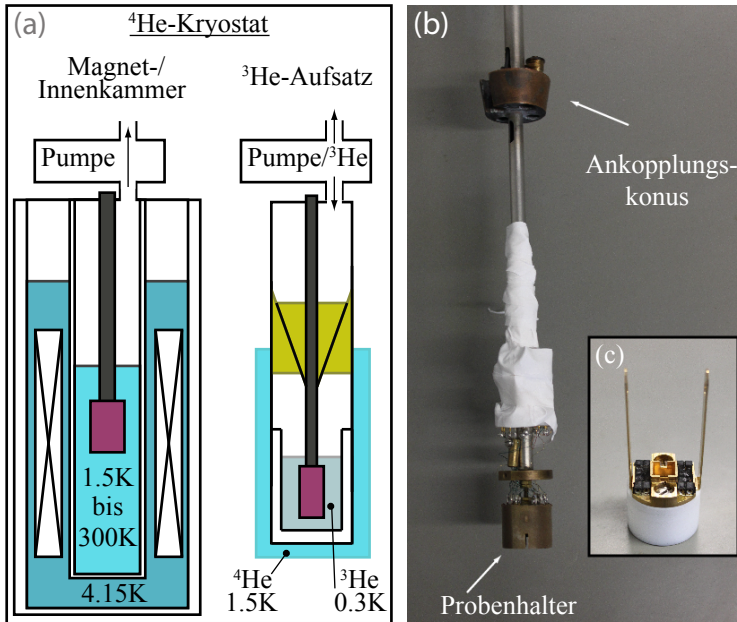 (a)
⁴He-Kryostat
Magnet-/
Innenkammer
³He-Aufsatz
Pumpe
Pumpe/³He
1.5K
bis
300K
4.15K
⁴He
1.5K
³He
0.3K
(b)
Ankopplungs-
konus
(c)
Probenhalter